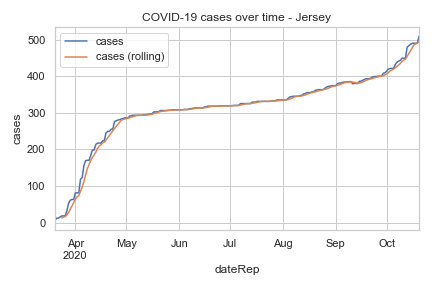 COVID-19 cases over time - Jersey
cases
cases (rolling)
500
400
300
200
100
0
cases
Apr May Jun Jul Aug Sep Oct
2020
dateRep